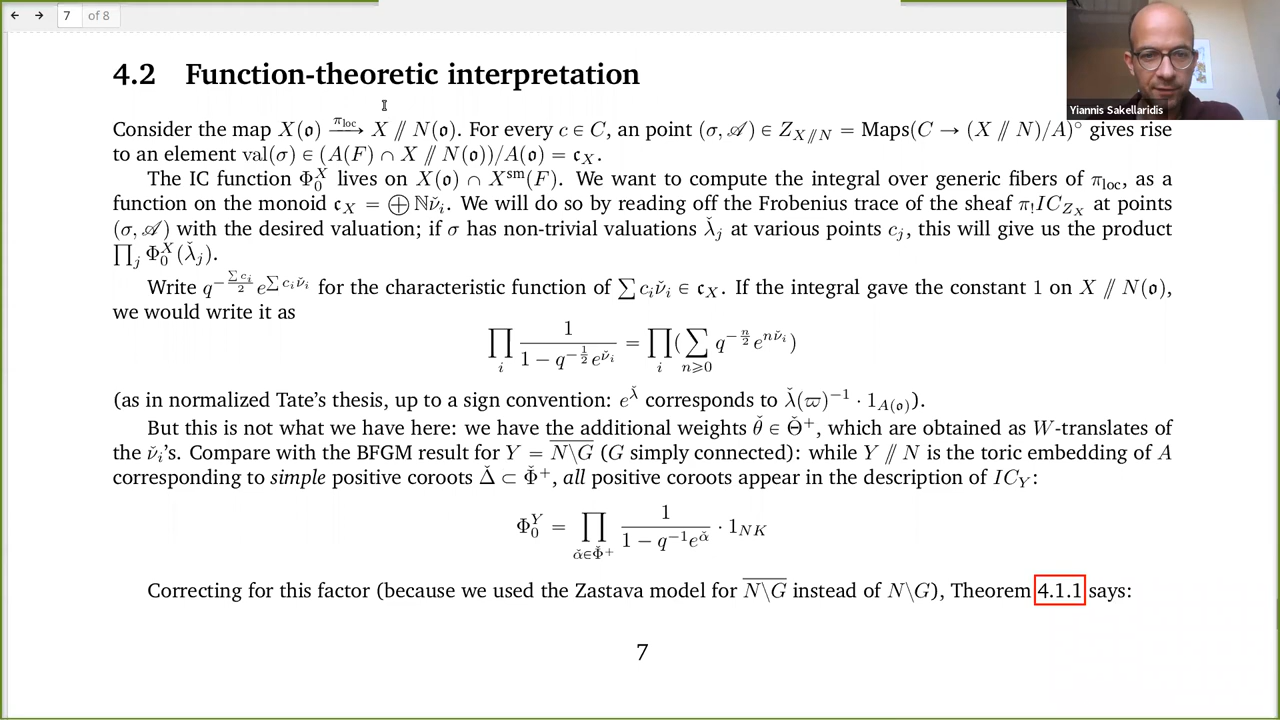 7 of 8
Yiannis Sakellaridis
4.2 Function-theoretic interpretation
Consider the map X(𝔬) —π_loc→ X ⫽ N(𝔬). For every c ∈ C, an point (σ, 𝒜) ∈ Z_{X⫽N} = Maps(C → (X ⫽ N)/A)° gives rise
to an element val(σ) ∈ (A(F) ∩ X ⫽ N(𝔬))/A(𝔬) = 𝔠_X.
The IC function Φ_0^X lives on X(𝔬) ∩ X^sm(F). We want to compute the integral over generic fibers of π_loc, as a
function on the monoid 𝔠_X = ⊕ ℕν̌_i. We will do so by reading off the Frobenius trace of the sheaf π_!IC_{Z_X} at points
(σ, 𝒜) with the desired valuation; if σ has non-trivial valuations λ̌_j at various points c_j, this will give us the product
∏_j Φ_0^X(λ̌_j).
Write q^{-\frac{∑ c_i}{2}} e^{∑ c_i ν̌_i} for the characteristic function of ∑ c_i ν̌_i ∈ 𝔠_X. If the integral gave the constant 1 on X ⫽ N(𝔬),
we would write it as
∏_i \frac{1}{1 − q^{-\frac{1}{2}} e^{ν̌_i}} = ∏_i (∑_{n⩾0} q^{-\frac{n}{2}} e^{nν̌_i})
(as in normalized Tate's thesis, up to a sign convention: e^{λ̌} corresponds to λ̌(ϖ)^{−1} · 1_{A(𝔬)}).
But this is not what we have here: we have the additional weights θ̌ ∈ Θ̌^+, which are obtained as W-translates of
the ν̌_i's. Compare with the BFGM result for Y = \overline{N\G} (G simply connected): while Y ⫽ N is the toric embedding of A
corresponding to simple positive coroots Δ̌ ⊂ Φ̌^+, all positive coroots appear in the description of IC_Y:
Φ_0^Y = ∏_{α̌∈Φ̌^+} \frac{1}{1 − q^{−1}e^{α̌}} · 1_{NK}
Correcting for this factor (because we used the Zastava model for \overline{N\G} instead of N\G), Theorem 4.1.1 says:
7